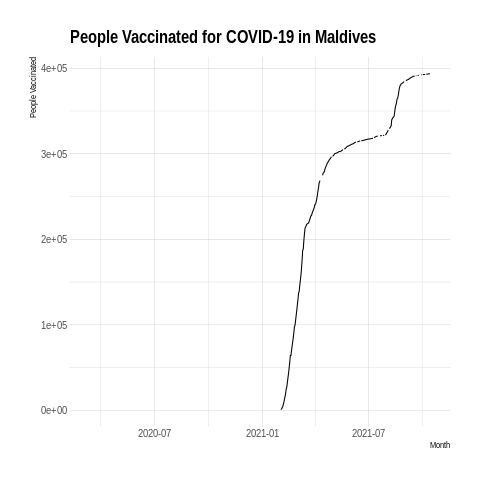 People Vaccinated for COVID-19 in Maldives
People Vaccinated
4e+05
3e+05
2e+05
1e+05
0e+00
2020-07
2021-01
2021-07
Month